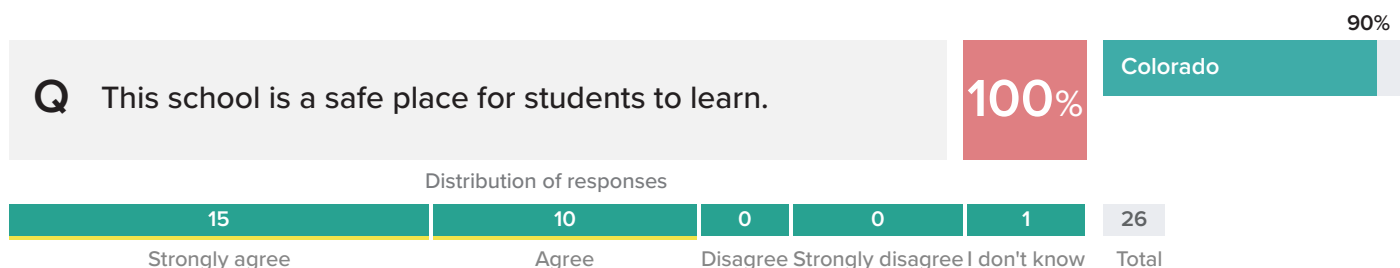 90%
Q This school is a safe place for students to learn.
100%
Colorado
Distribution of responses
15 10 0 0 1 26
Strongly agree Agree Disagree Strongly disagree I don't know Total